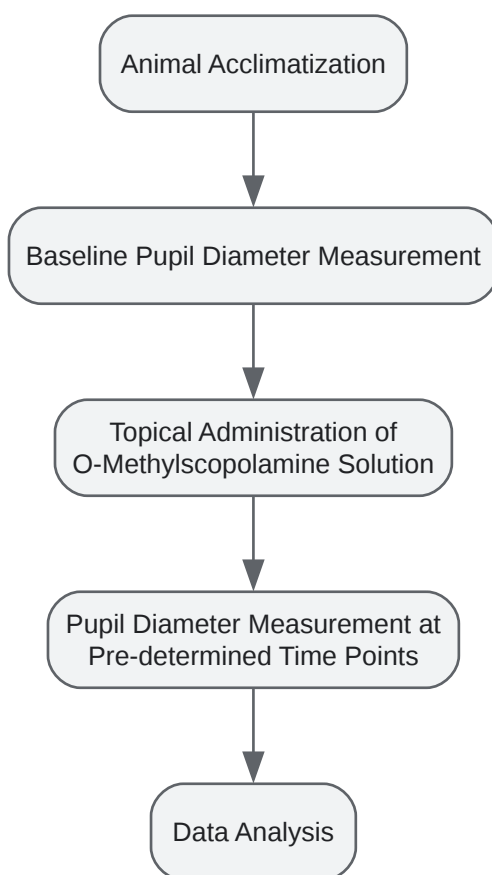 Animal Acclimatization
Baseline Pupil Diameter Measurement
Topical Administration of
O-Methylscopolamine Solution
Pupil Diameter Measurement at
Pre-determined Time Points
Data Analysis